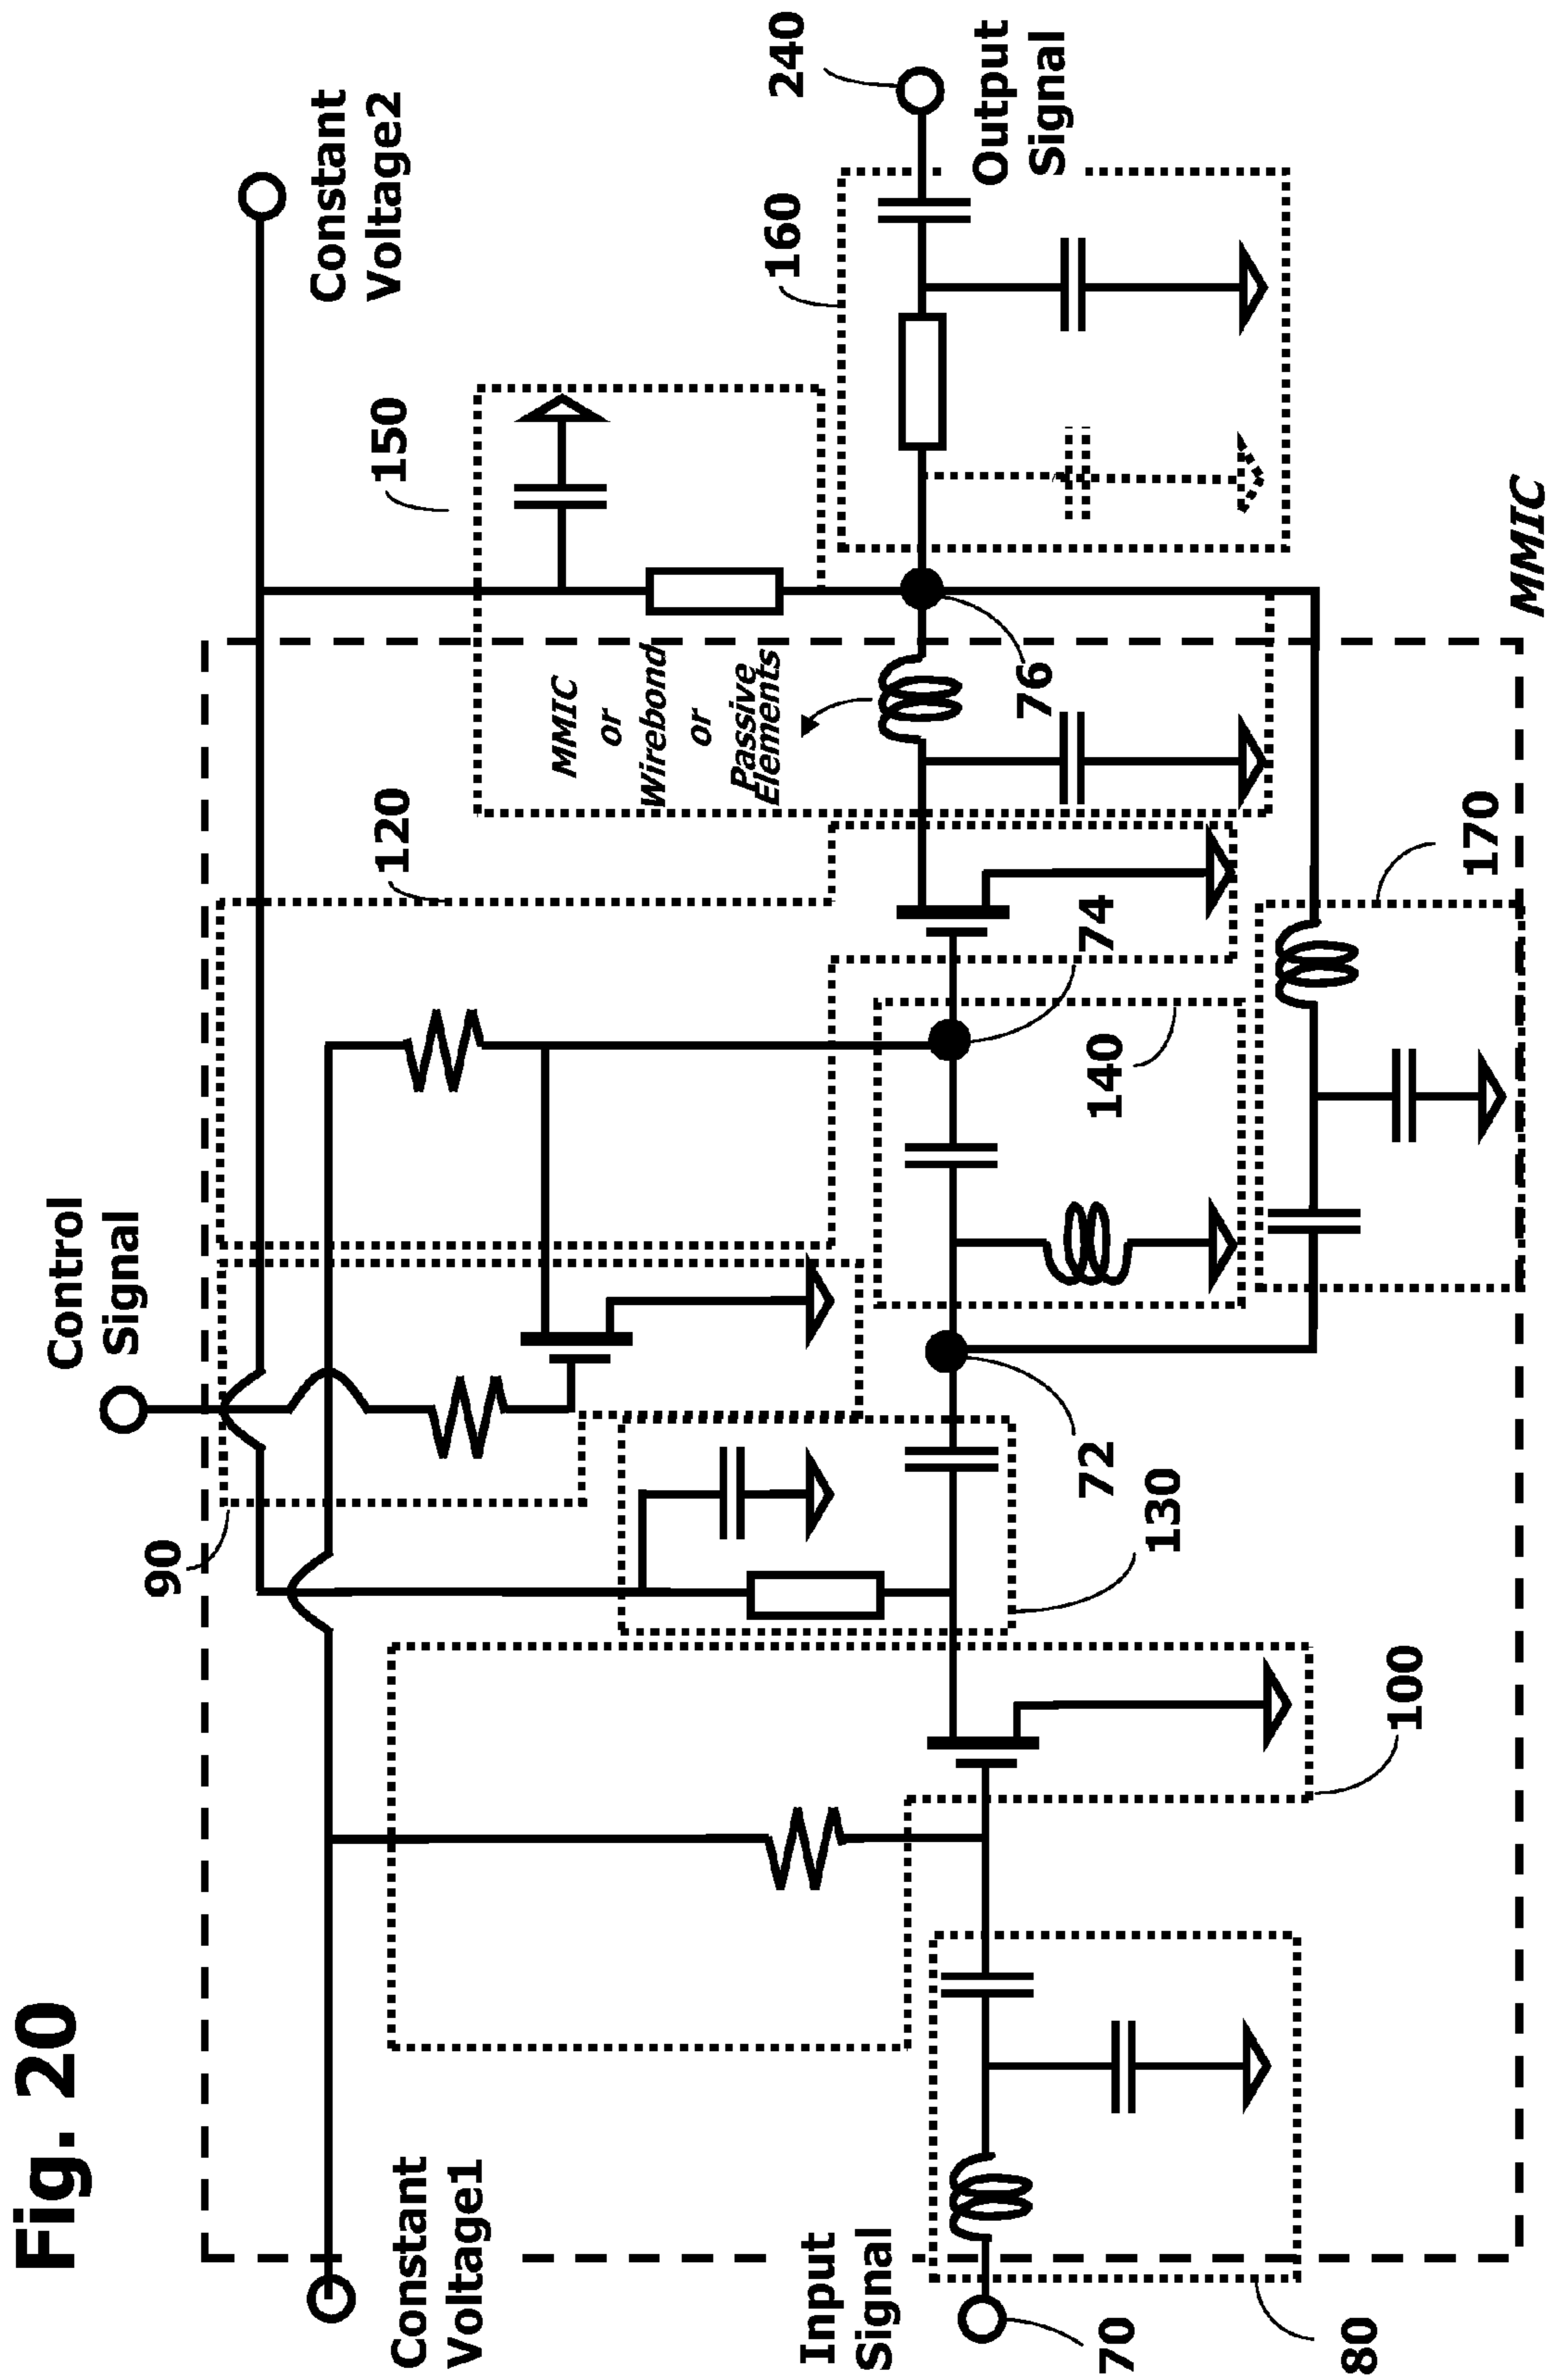 Fig. 20
Control
Signal
Constant
Voltage2
Constant
Voltage1
90
120
150
MMIC
or
Wirebond
or
Passive
Elements
160
240
Output
Signal
Input
Signal
70
80
100
130
72
140
74
76
170
MMIC